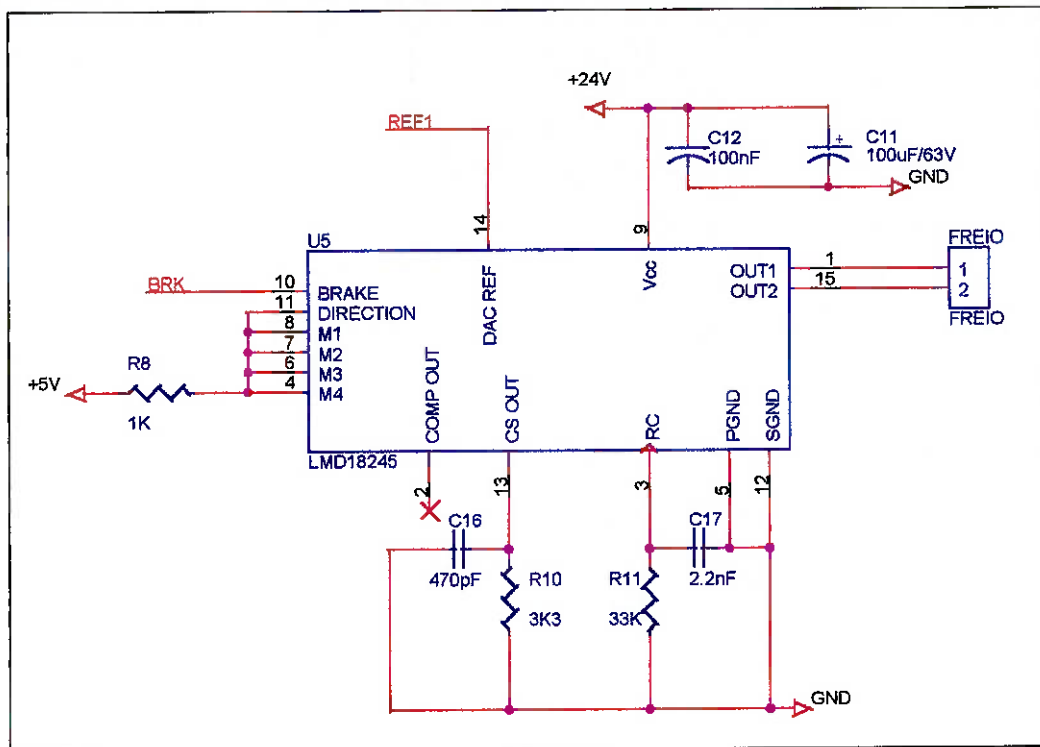 +24V
REF1
C12
100nF
+
C11
100uF/63V
GND
14
9
U5
FREIO
BRK
10
BRAKE
DAC REF
Vcc
OUT1
1
1
11
DIRECTION
OUT2
15
2
8
M1
FREIO
7
M2
R8
6
M3
+5V
4
M4
1K
COMP OUT
CS OUT
RC
PGND
SGND
LMD18245
2
13
3
5
12
C16
C17
470pF
R10
R11
2.2nF
3K3
33K
GND